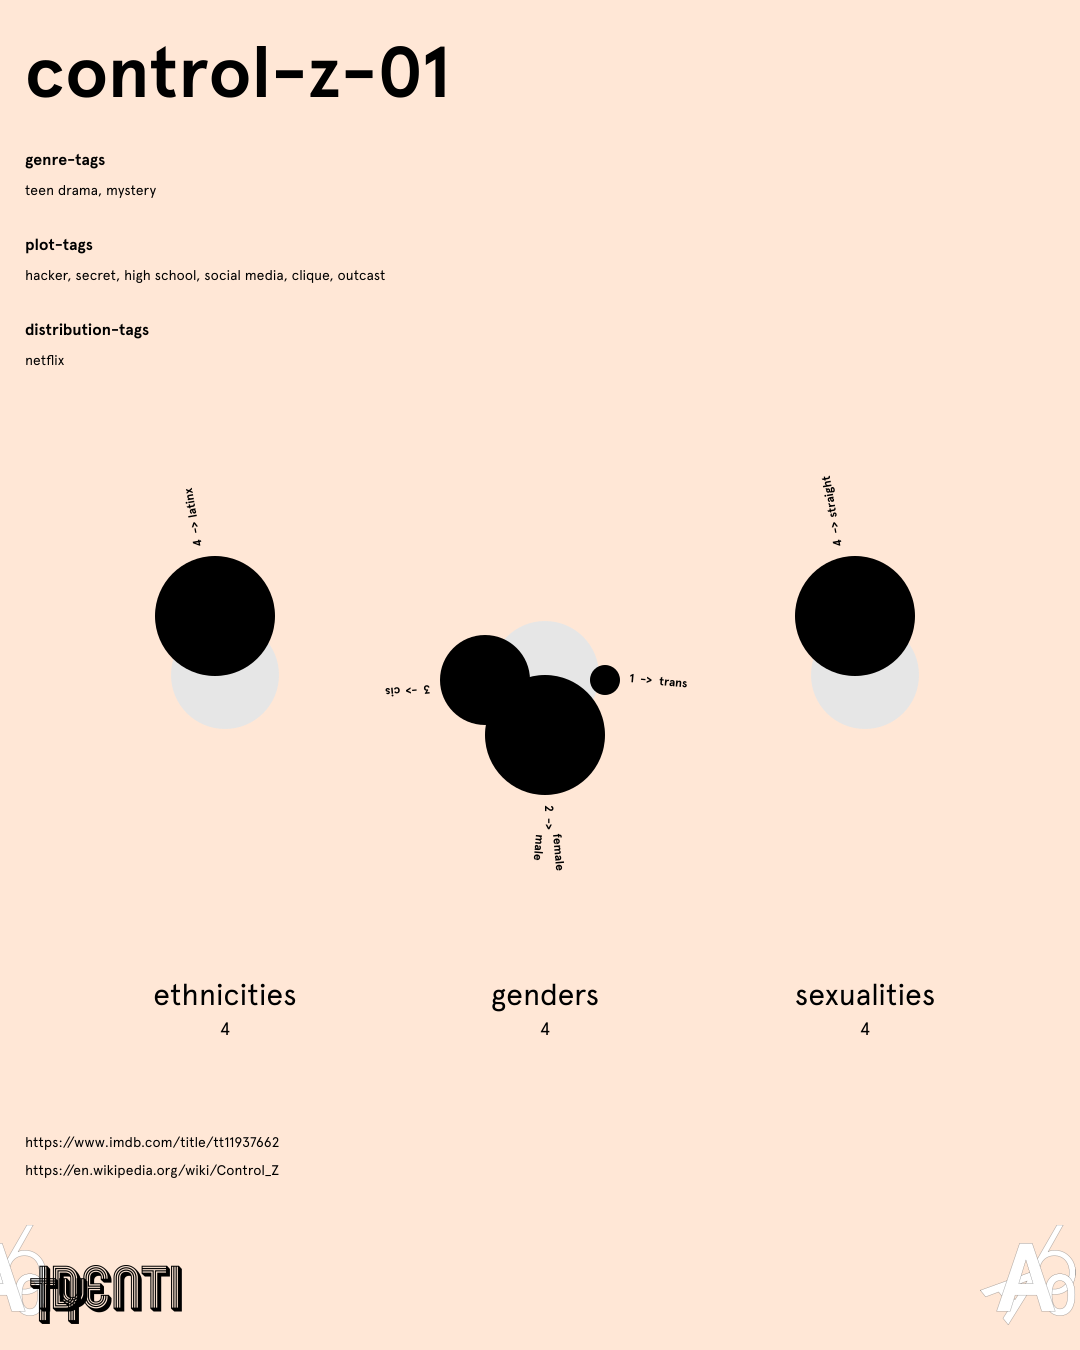 control-z-01
genre-tags
teen drama, mystery
plot-tags
hacker, secret, high school, social media, clique, outcast
distribution-tags
netflix
4 -> latinx
3 -> cis
1 -> trans
2 -> female
male
4 -> straight
ethnicities
4
genders
4
sexualities
4
https://www.imdb.com/title/tt11937662
https://en.wikipedia.org/wiki/Control_Z
IDENTI